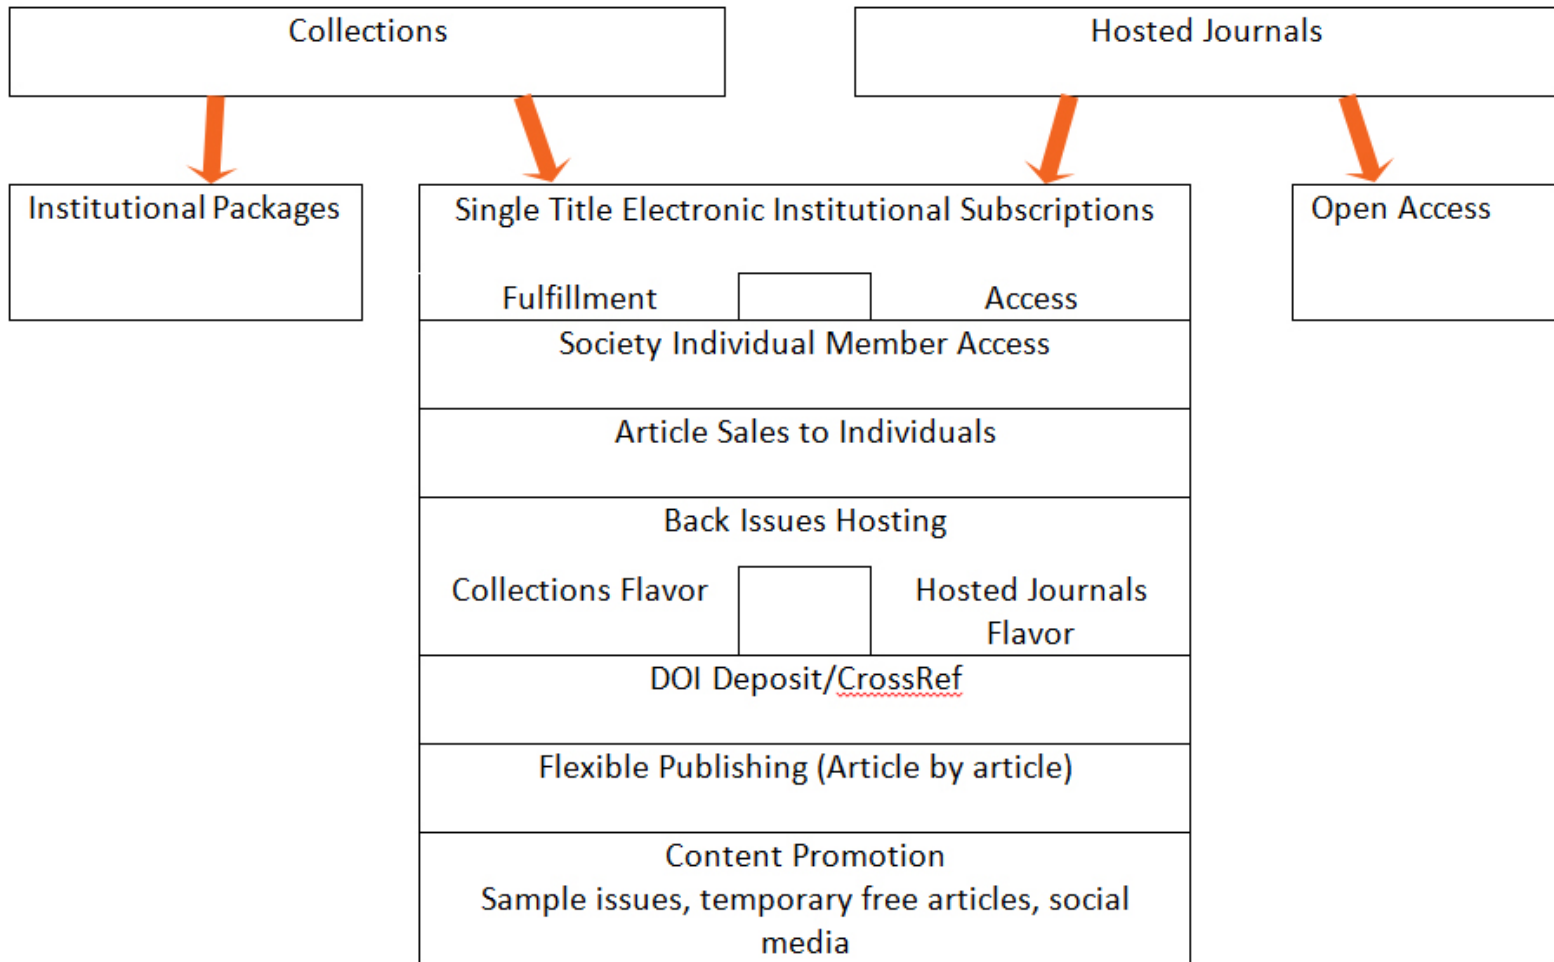 Collections
Hosted Journals
Institutional Packages
Single Title Electronic Institutional Subscriptions
Open Access
Fulfillment
Access
Society Individual Member Access
Article Sales to Individuals
Back Issues Hosting
Collections Flavor
Hosted Journals
Flavor
DOI Deposit/CrossRef
Flexible Publishing (Article by article)
Content Promotion
Sample issues, temporary free articles, social
media